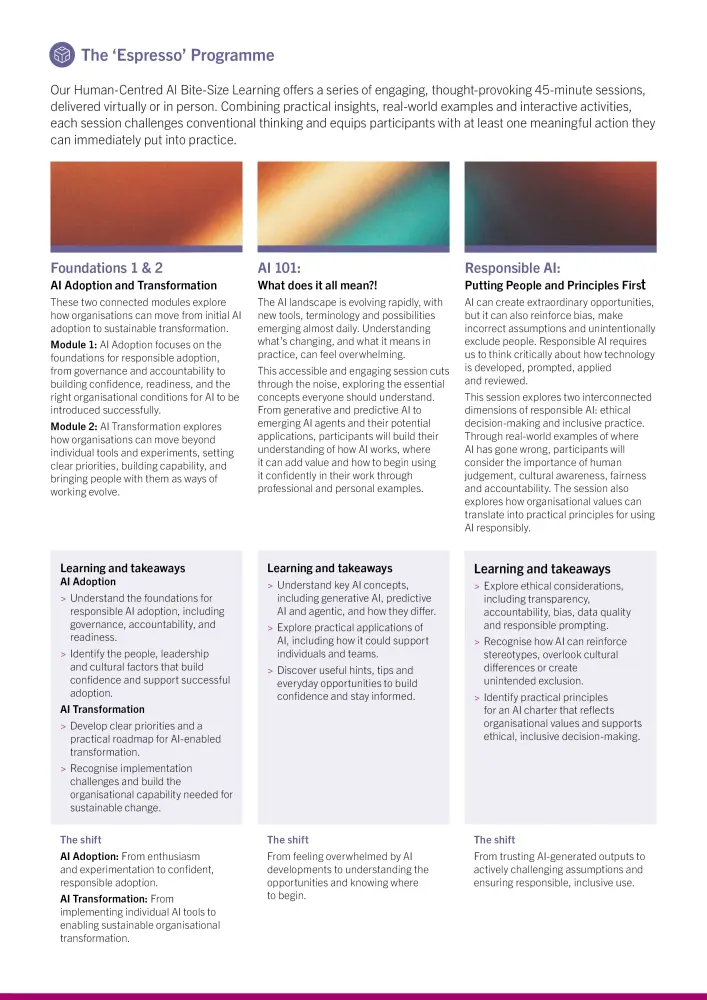 The ‘Espresso’ Programme
Our Human-Centred AI Bite-Size Learning offers a series of engaging, thought-provoking 45-minute sessions,
delivered virtually or in person. Combining practical insights, real-world examples and interactive activities,
each session challenges conventional thinking and equips participants with at least one meaningful action they
can immediately put into practice.
Foundations 1 & 2
AI Adoption and Transformation
These two connected modules explore
how organisations can move from initial AI
adoption to sustainable transformation.
Module 1: AI Adoption focuses on the
foundations for responsible adoption,
from governance and accountability to
building confidence, readiness, and the
right organisational conditions for AI to be
introduced successfully.
Module 2: AI Transformation explores
how organisations can move beyond
individual tools and experiments, setting
clear priorities, building capability, and
bringing people with them as ways of
working evolve.
Learning and takeaways
AI Adoption
> Understand the foundations for
responsible AI adoption, including
governance, accountability, and
readiness.
> Identify the people, leadership
and cultural factors that build
confidence and support successful
adoption.
AI Transformation
> Develop clear priorities and a
practical roadmap for AI-enabled
transformation.
> Recognise implementation
challenges and build the
organisational capability needed for
sustainable change.
The shift
AI Adoption: From enthusiasm
and experimentation to confident,
responsible adoption.
AI Transformation: From
implementing individual AI tools to
enabling sustainable organisational
transformation.
AI 101:
What does it all mean?!
The AI landscape is evolving rapidly, with
new tools, terminology and possibilities
emerging almost daily. Understanding
what’s changing, and what it means in
practice, can feel overwhelming.
This accessible and engaging session cuts
through the noise, exploring the essential
concepts everyone should understand.
From generative and predictive AI to
emerging AI agents and their potential
applications, participants will build their
understanding of how AI works, where
it can add value and how to begin using
it confidently in their work through
professional and personal examples.
Learning and takeaways
> Understand key AI concepts,
including generative AI, predictive
AI and agentic, and how they differ.
> Explore practical applications of
AI, including how it could support
individuals and teams.
> Discover useful hints, tips and
everyday opportunities to build
confidence and stay informed.
The shift
From feeling overwhelmed by AI
developments to understanding the
opportunities and knowing where
to begin.
Responsible AI:
Putting People and Principles First
AI can create extraordinary opportunities,
but it can also reinforce bias, make
incorrect assumptions and unintentionally
exclude people. Responsible AI requires
us to think critically about how technology
is developed, prompted, applied
and reviewed.
This session explores two interconnected
dimensions of responsible AI: ethical
decision-making and inclusive practice.
Through real-world examples of where
AI has gone wrong, participants will
consider the importance of human
judgement, cultural awareness, fairness
and accountability. The session also
explores how organisational values can
translate into practical principles for using
AI responsibly.
Learning and takeaways
> Explore ethical considerations,
including transparency,
accountability, bias, data quality
and responsible prompting.
> Recognise how AI can reinforce
stereotypes, overlook cultural
differences or create
unintended exclusion.
> Identify practical principles
for an AI charter that reflects
organisational values and supports
ethical, inclusive decision-making.
The shift
From trusting AI-generated outputs to
actively challenging assumptions and
ensuring responsible, inclusive use.